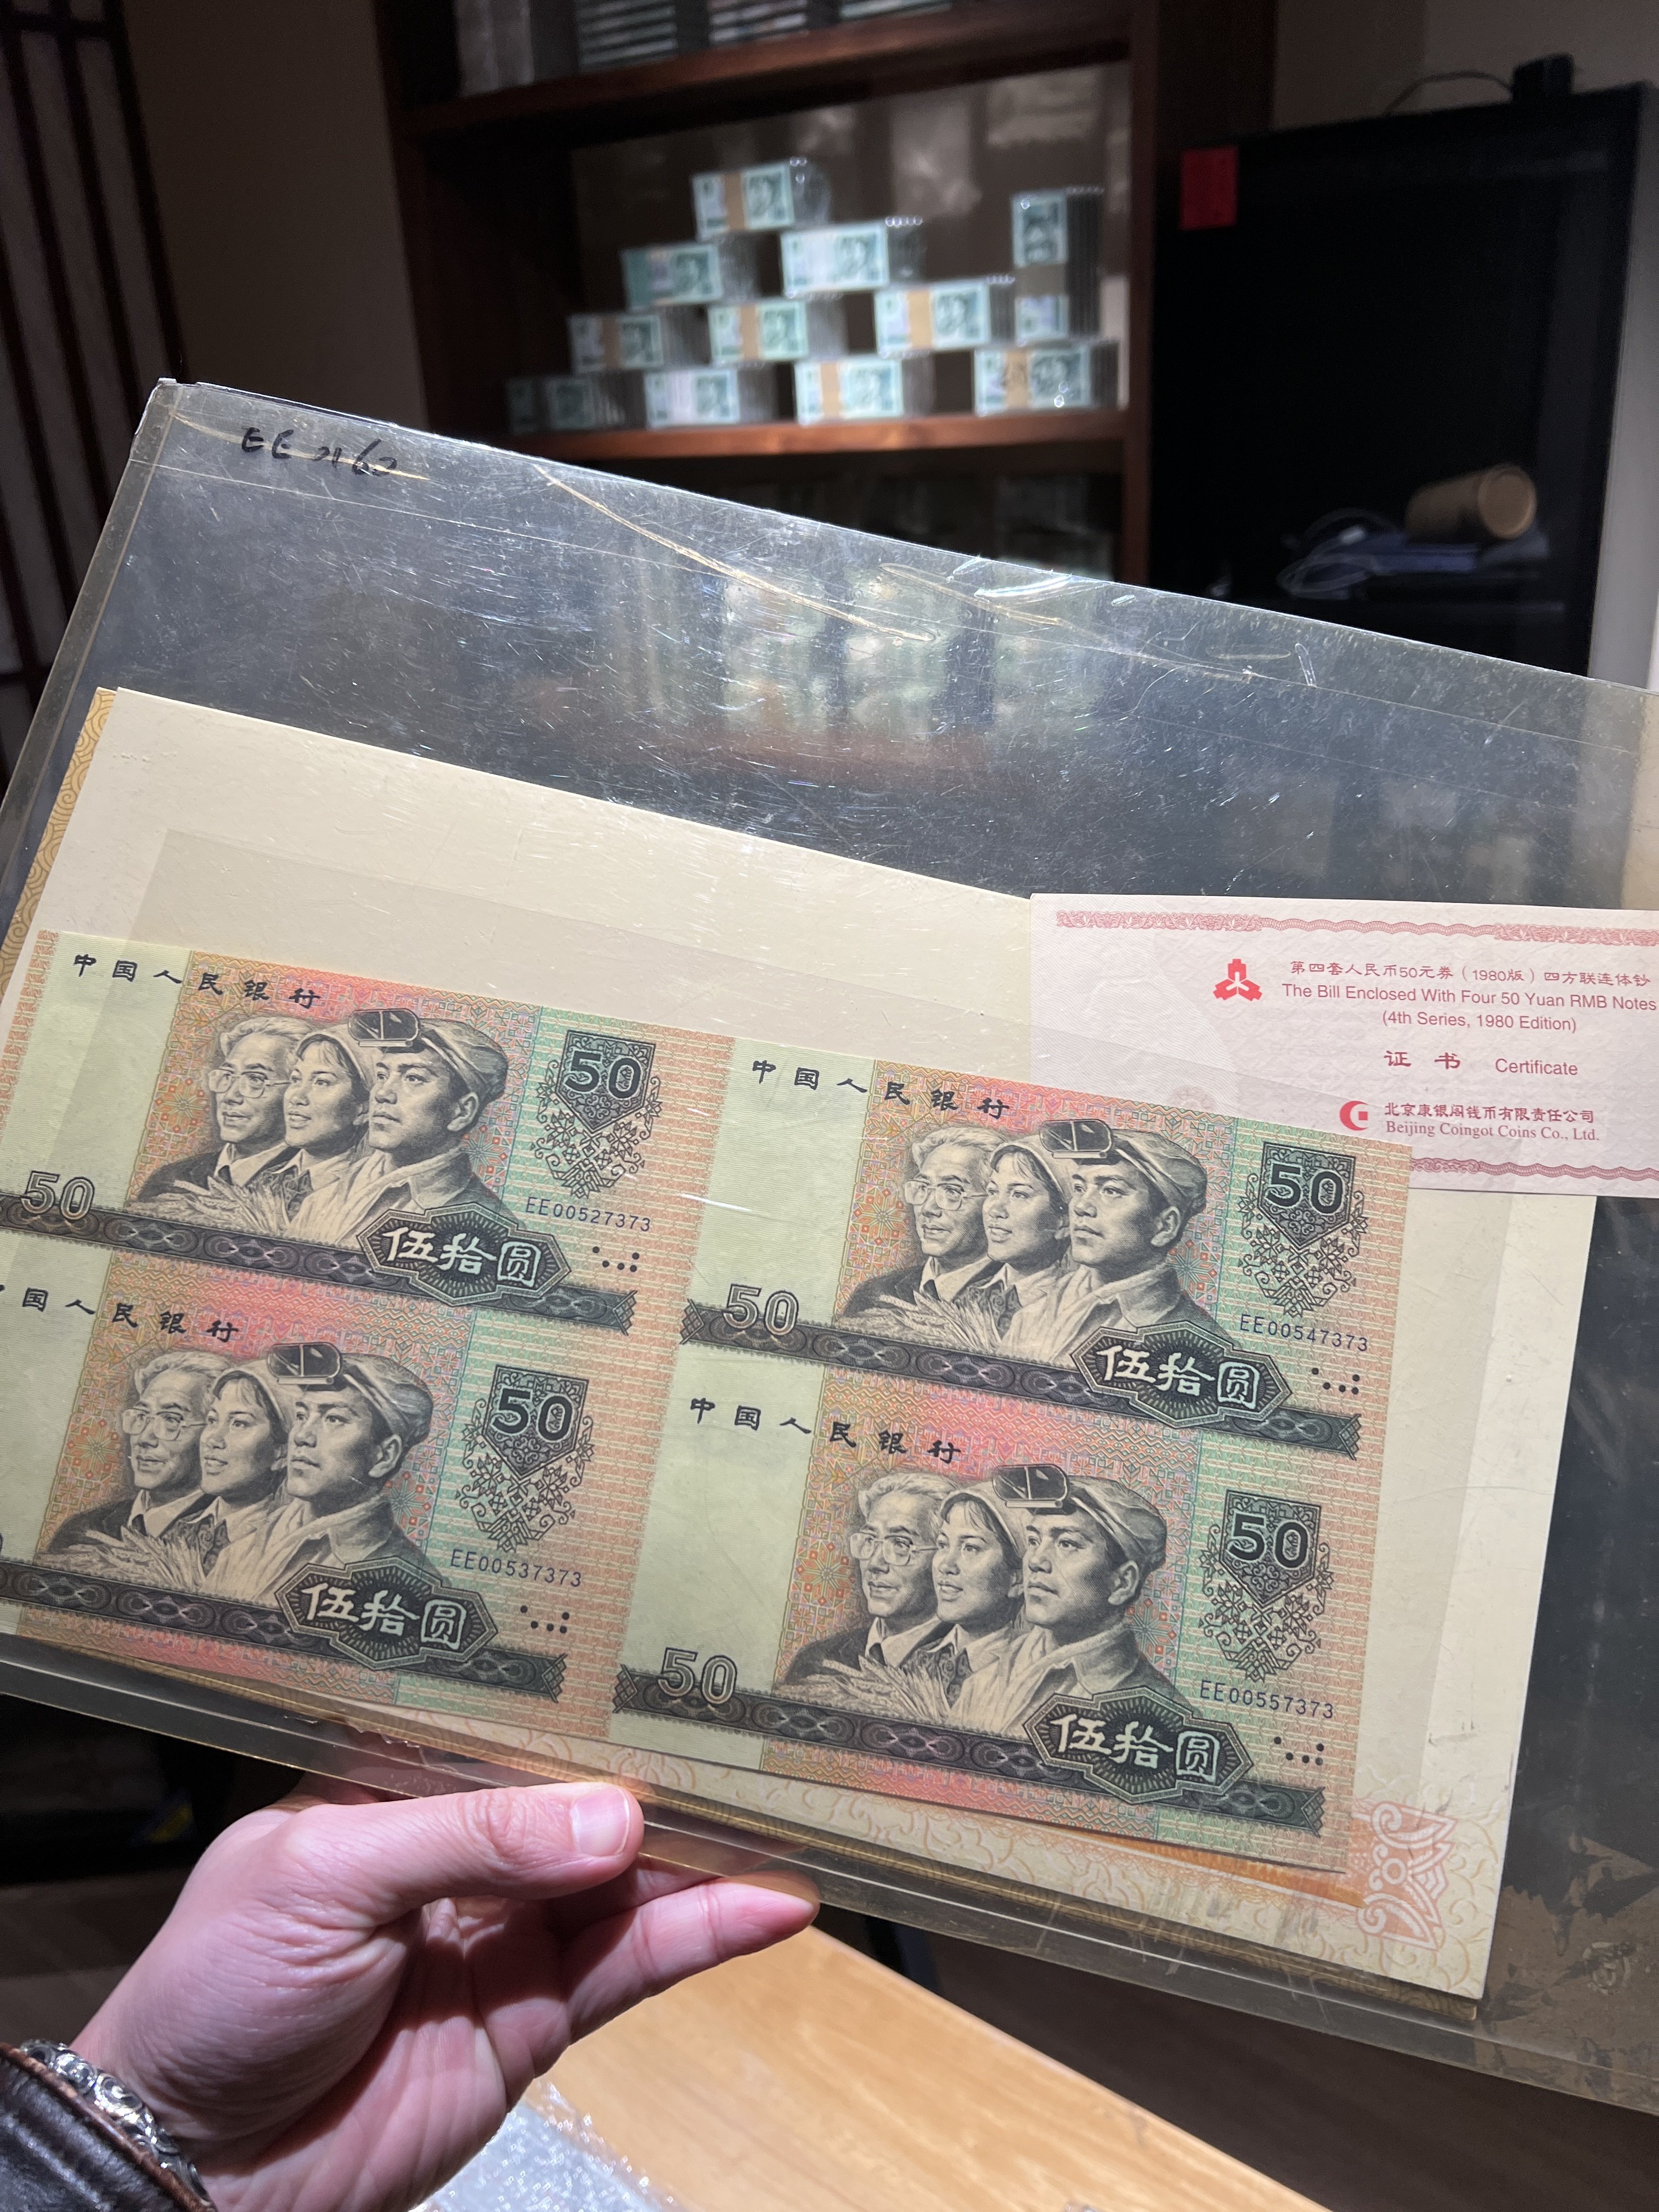 第四套人民币50元券（1980版）四方联连体钞
The Bill Enclosed With Four 50 Yuan RMB Notes
(4th Series, 1980 Edition)
证书 Certificate
北京康银阁钱币有限责任公司
Beijing Coingot Coins Co., Ltd.
中国人民银行
50
EE00527373
50
伍拾圆
中国人民银行
50
EE00547373
50
伍拾圆
国人民银行
50
EE00537373
伍拾圆
中国人民银行
50
EE00557373
50
伍拾圆